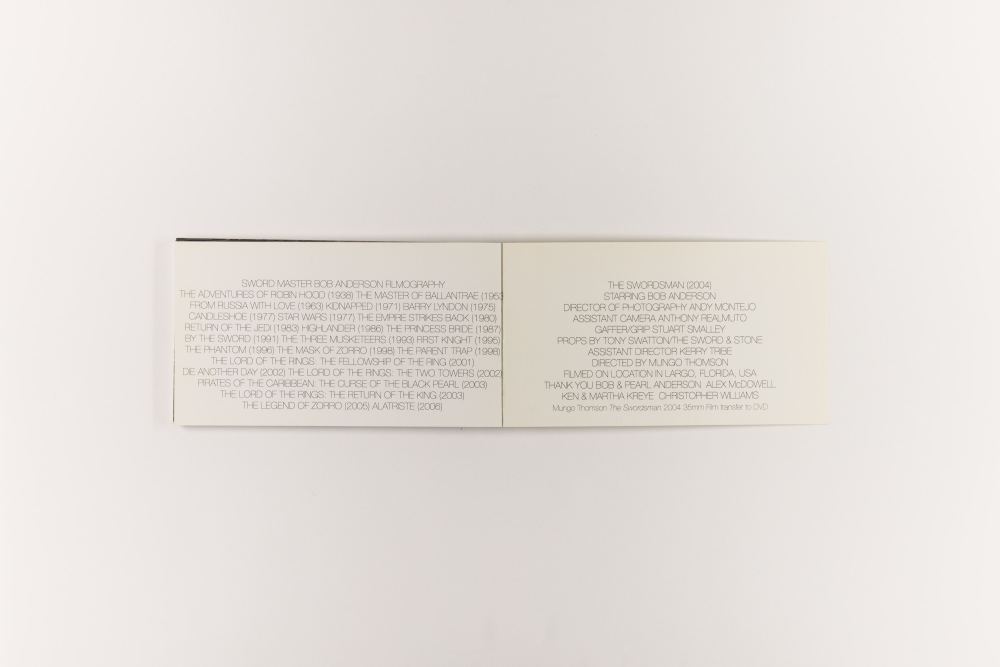 SWORD MASTER BOB ANDERSON FILMOGRAPHY
THE ADVENTURES OF ROBIN HOOD (1938) THE MASTER OF BALLANTRAE (1953
FROM RUSSIA WITH LOVE (1963) KIDNAPPED (1971) BARRY LYNDON (1975)
CANDLESHOE (1977) STAR WARS (1977) THE EMPIRE STRIKES BACK (1980)
RETURN OF THE JEDI (1983) HIGHLANDER (1986) THE PRINCESS BRIDE (1987)
BY THE SWORD (1991) THE THREE MUSKETEERS (1993) FIRST KNIGHT (1995)
THE PHANTOM (1996) THE MASK OF ZORRO (1998) THE PARENT TRAP (1998)
THE LORD OF THE RINGS: THE FELLOWSHIP OF THE RING (2001)
DIE ANOTHER DAY (2002) THE LORD OF THE RINGS: THE TWO TOWERS (2002)
PIRATES OF THE CARIBBEAN: THE CURSE OF THE BLACK PEARL (2003)
THE LORD OF THE RINGS: THE RETURN OF THE KING (2003)
THE LEGEND OF ZORRO (2005) ALATRISTE (2006)
THE SWORDSMAN (2004)
STARRING BOB ANDERSON
DIRECTOR OF PHOTOGRAPHY ANDY MONTEJO
ASSISTANT CAMERA ANTHONY REALMUTO
GAFFER/GRIP STUART SMALLEY
PROPS BY TONY SWATTON/THE SWORD & STONE
ASSISTANT DIRECTOR KERRY TRIBE
DIRECTED BY MUNGO THOMSON
FILMED ON LOCATION IN LARGO, FLORIDA, USA
THANK YOU BOB & PEARL ANDERSON ALEX McDOWELL
KEN & MARTHA KREYE CHRISTOPHER WILLIAMS
Mungo Thomson The Swordsman 2004 35mm Film transfer to DVD